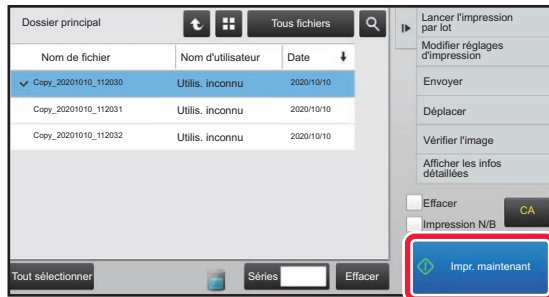 Dossier principal
Tous fichiers
Nom de fichier
Nom d'utilisateur
Date
Copy_20201010_112030
Utilis. inconnu
2020/10/10
Copy_20201010_112031
Utilis. inconnu
2020/10/10
Copy_20201010_112032
Utilis. inconnu
2020/10/10
Tout sélectionner
Séries
Effacer
Lancer l'impression
par lot
Modifier réglages
d'impression
Envoyer
Déplacer
Vérifier l'image
Afficher les infos
détaillées
Effacer
Impression N/B
CA
Impr. maintenant